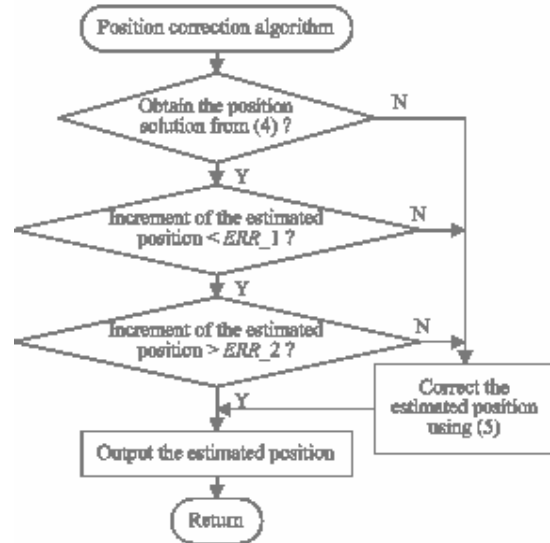 Position correction algorithm
Obtain the position
solution from (4) ?
N
Y
Increment of the estimated
position < ERR_1 ?
N
Y
Increment of the estimated
position > ERR_2 ?
N
Y
Correct the
estimated position
using (5)
Output the estimated position
Return